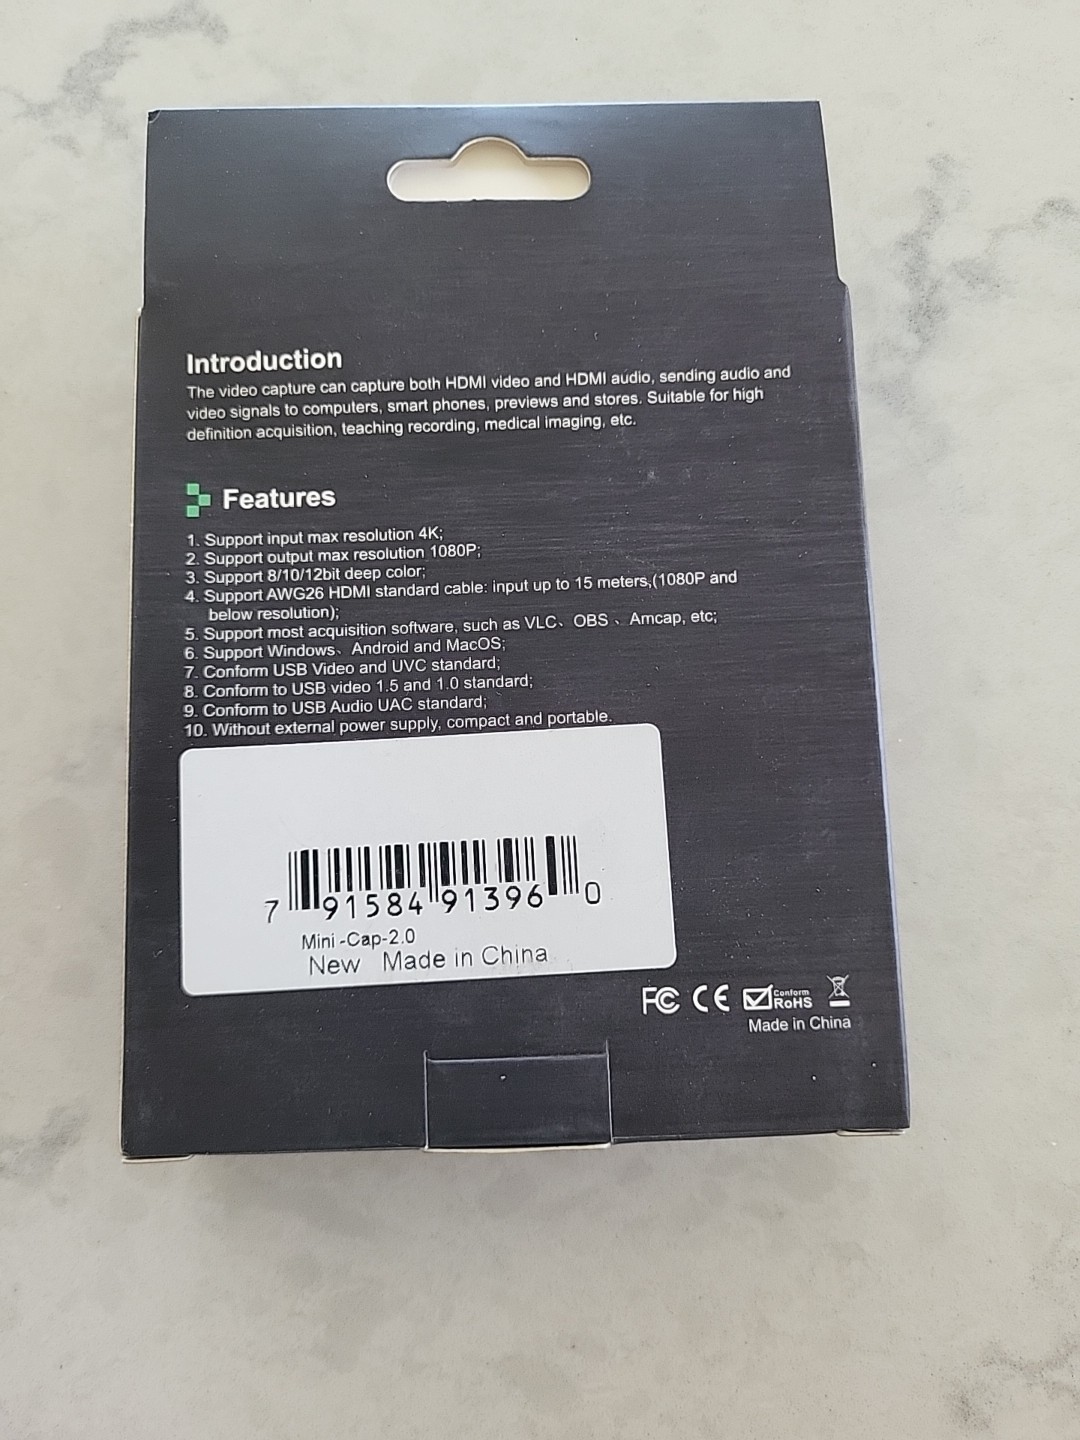 Introduction
The video capture can capture both HDMI video and HDMI audio, sending audio and
video signals to computers, smart phones, previews and stores. Suitable for high
definition acquisition, teaching recording, medical imaging, etc.
Features
1. Support input max resolution 4K;
2. Support output max resolution 1080P;
3. Support 8/10/12bit deep color;
4. Support AWG26 HDMI standard cable: input up to 15 meters,(1080P and
below resolution);
5. Support most acquisition software, such as VLC、OBS 、Amcap, etc;
6. Support Windows、Android and MacOS;
7. Conform USB Video and UVC standard;
8. Conform to USB video 1.5 and 1.0 standard;
9. Conform to USB Audio UAC standard;
10. Without external power supply, compact and portable.
7 91584 91396 0
Mini-Cap-2.0
New Made in China
FC CE Conform RoHS
Made in China